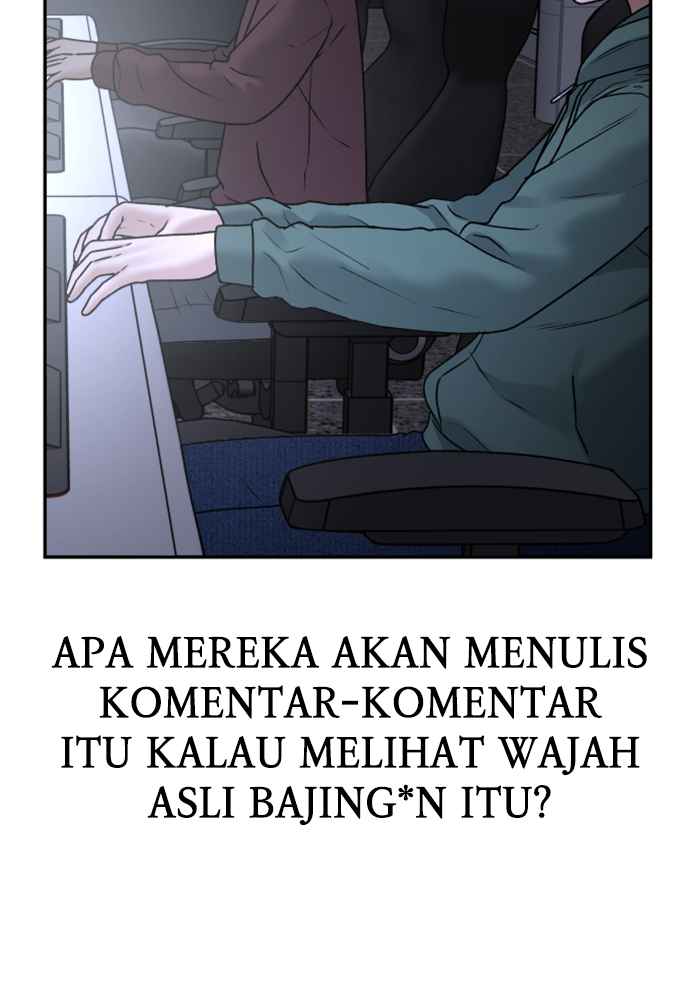 APA MEREKA AKAN MENULIS
KOMENTAR-KOMENTAR
ITU KALAU MELIHAT WAJAH
ASLI BAJING*N ITU?